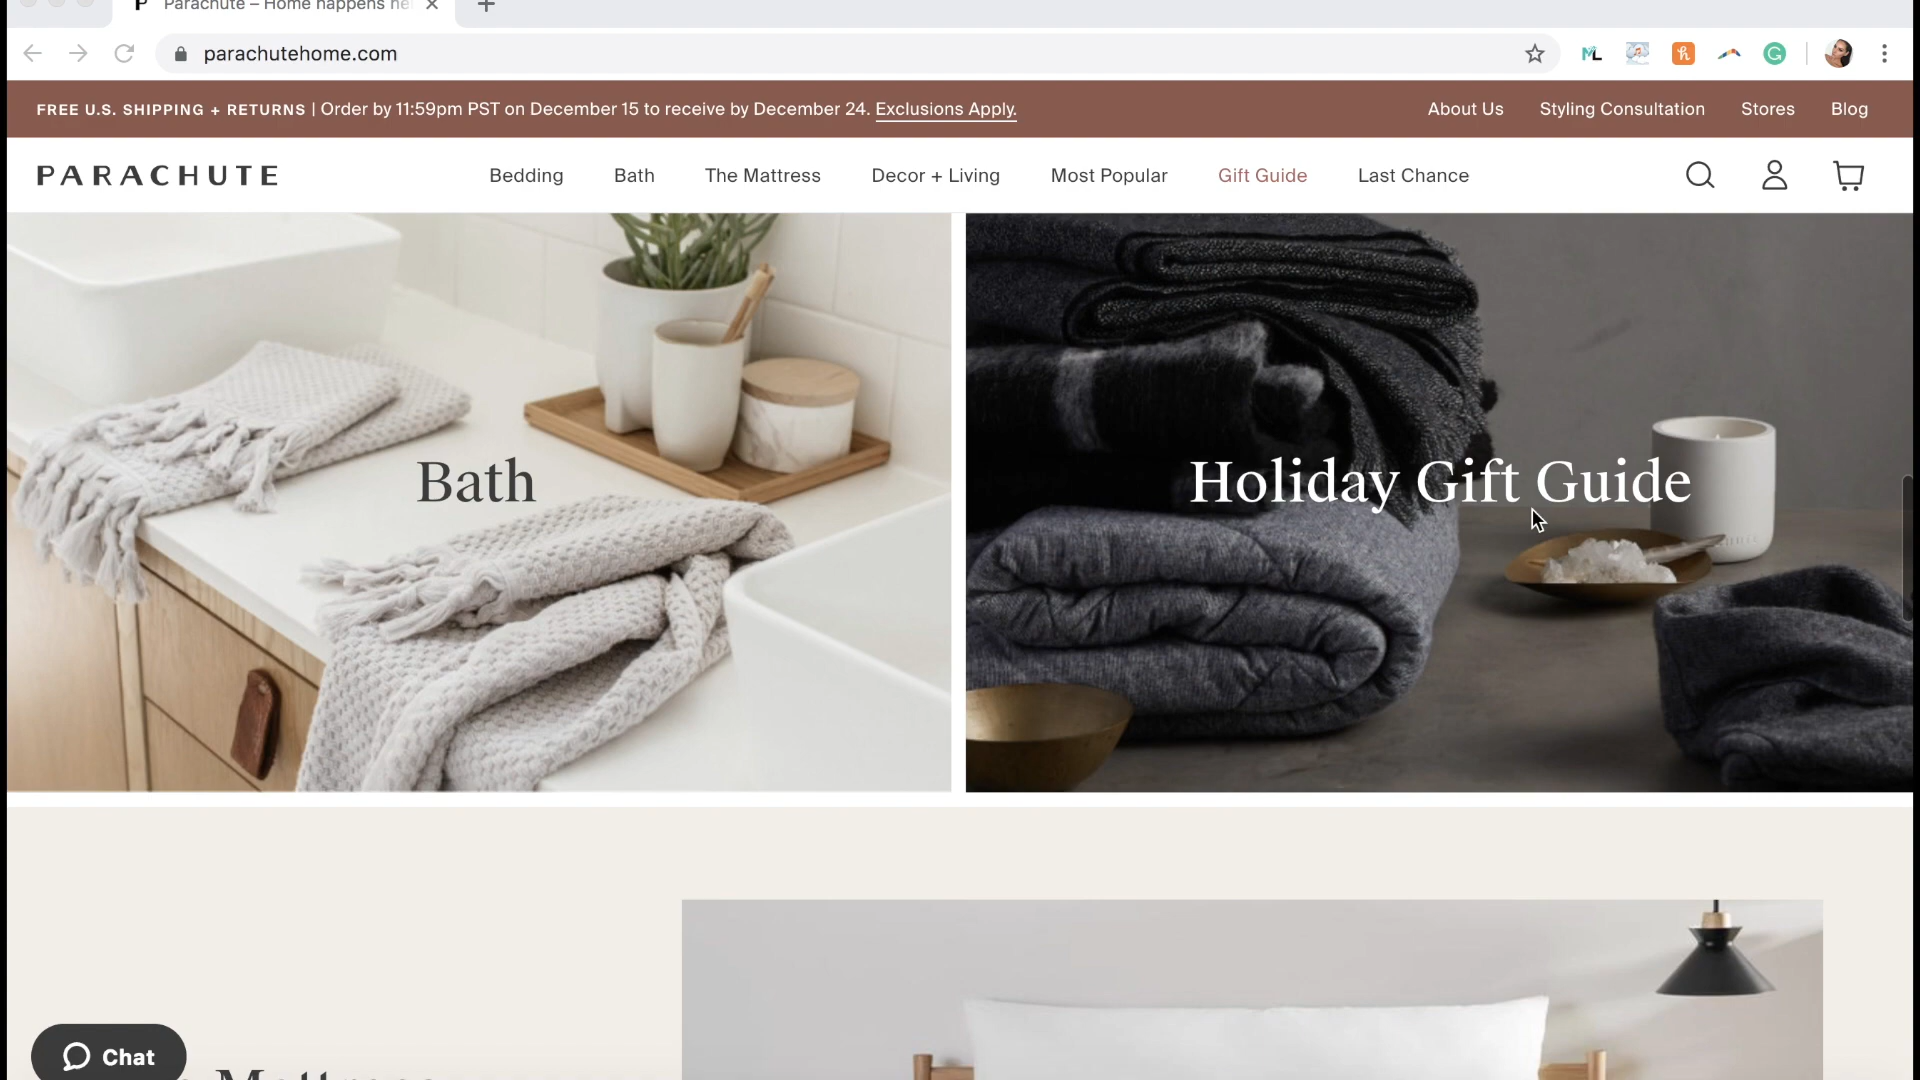 Parachute – Home happens he
parachutehome.com
FREE U.S. SHIPPING + RETURNS | Order by 11:59pm PST on December 15 to receive by December 24. Exclusions Apply.
About Us Styling Consultation Stores Blog
PARACHUTE
Bedding Bath The Mattress Decor + Living Most Popular Gift Guide Last Chance
Bath
Holiday Gift Guide
Chat
Mattress